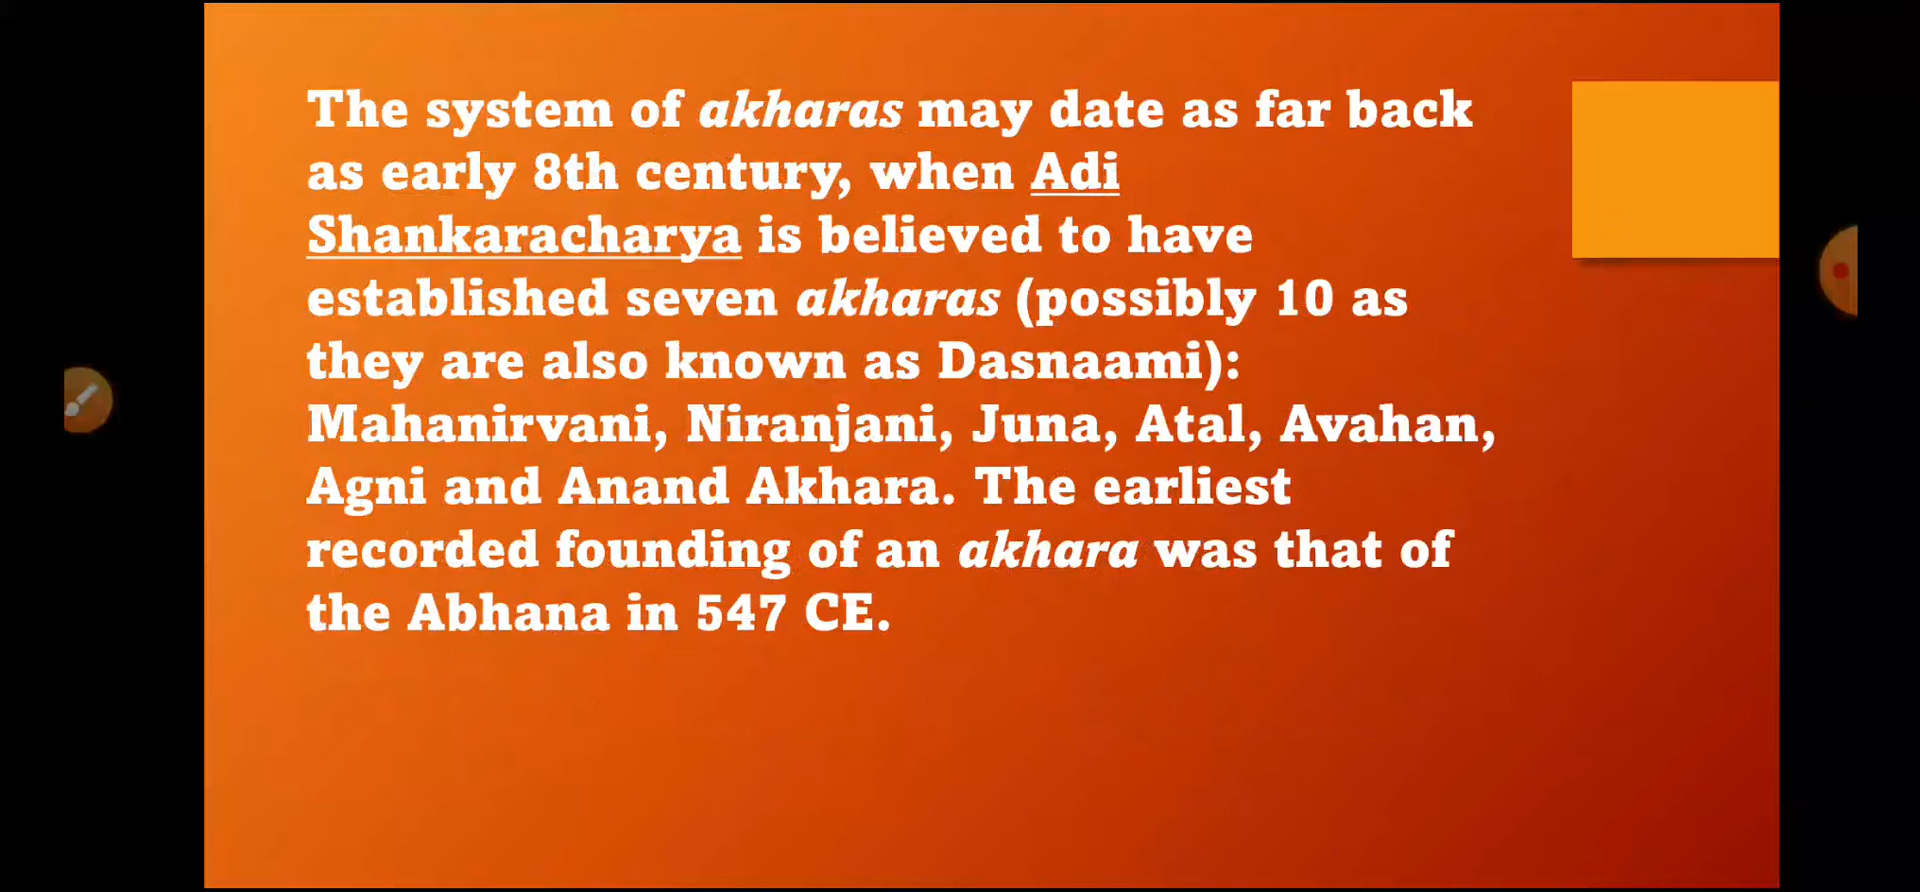 The system of akharas may date as far back
as early 8th century, when Adi
Shankaracharya is believed to have
established seven akharas (possibly 10 as
they are also known as Dasnaami):
Mahanirvani, Niranjani, Juna, Atal, Avahan,
Agni and Anand Akhara. The earliest
recorded founding of an akhara was that of
the Abhana in 547 CE.